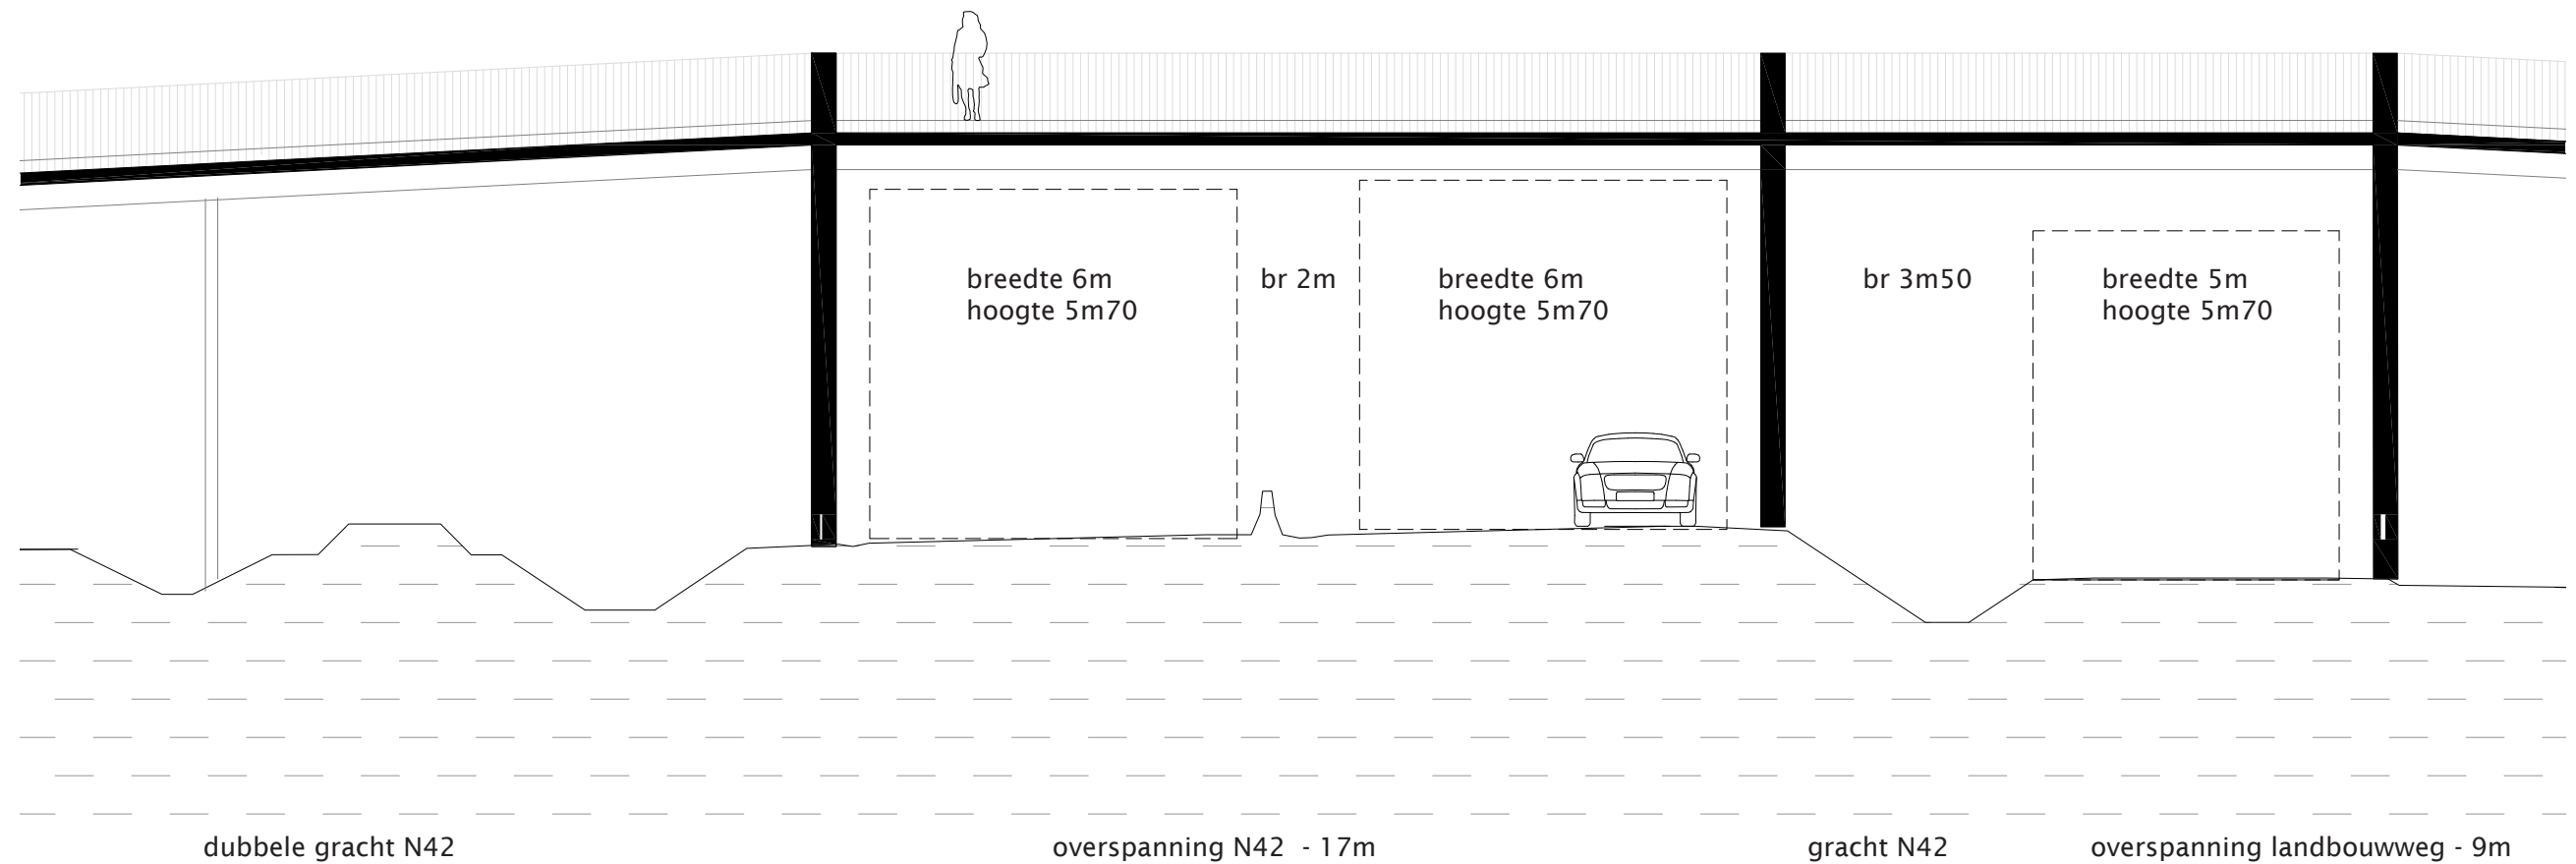 breedte 6m
hoogte 5m70
br 2m
breedte 6m
hoogte 5m70
br 3m50
breedte 5m
hoogte 5m70
dubbele gracht N42
overspanning N42 - 17m
gracht N42
overspanning landbouwweg - 9m